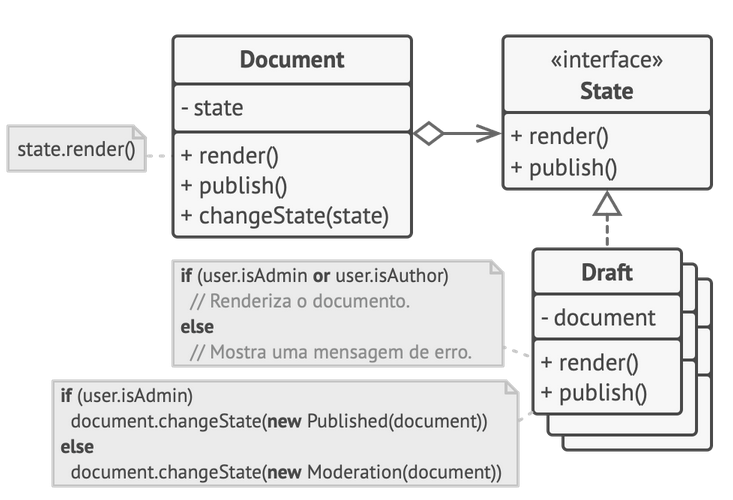 Document
- state
+ render()
+ publish()
+ changeState(state)
«interface»
State
+ render()
+ publish()
state.render()
Draft
- document
+ render()
+ publish()
if (user.isAdmin or user.isAuthor)
// Renderiza o documento.
else
// Mostra uma mensagem de erro.
if (user.isAdmin)
document.changeState(new Published(document))
else
document.changeState(new Moderation(document))